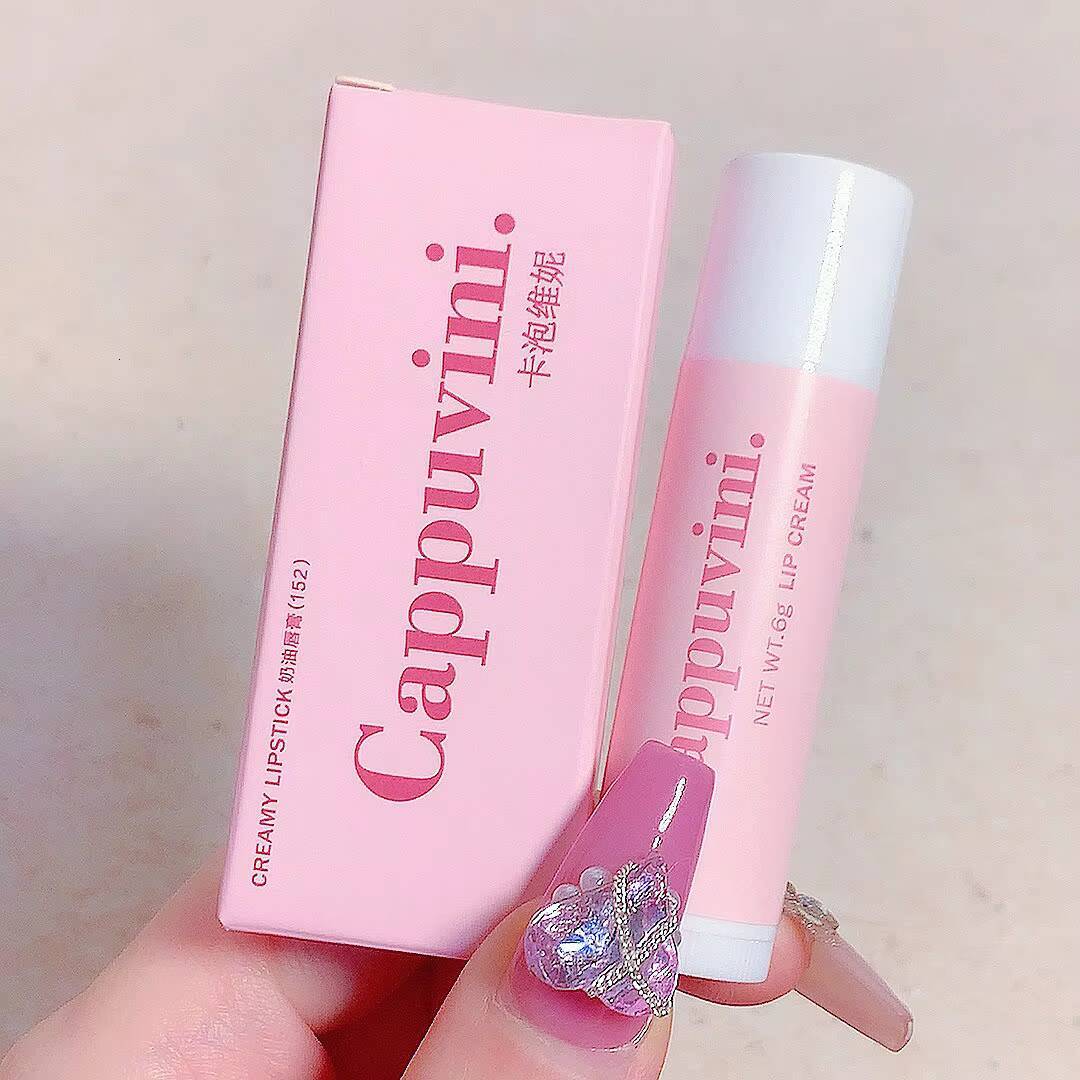 Cappuvini.
卡泡维妮
CREAMY LIPSTICK 奶油唇膏(152)
appuvini.
NET WT.6g LIP CREAM